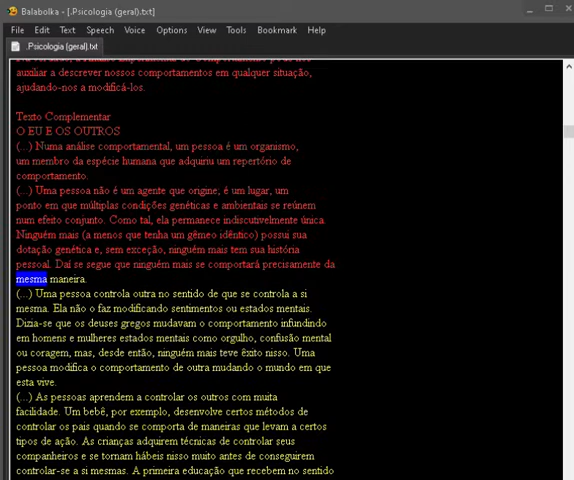 Balabolka - [.Psicologia (geral).txt]
File Edit Text Speech Voice Options View Tools Bookmark Help
.Psicologia (geral).txt
auxiliar a descrever nossos comportamentos em qualquer situação,
ajudando-nos a modificá-los.
Texto Complementar
O EU E OS OUTROS
(...) Numa análise comportamental, um pessoa é um organismo,
um membro da espécie humana que adquiriu um repertório de
comportamento.
(...) Uma pessoa não é um agente que origine; é um lugar, um
ponto em que múltiplas condições genéticas e ambientais se reúnem
num efeito conjunto. Como tal, ela permanece indiscutivelmente única.
Ninguém mais (a menos que tenha um gêmeo idêntico) possui sua
dotação genética e, sem exceção, ninguém mais tem sua história
pessoal. Daí se segue que ninguém mais se comportará precisamente da
mesma maneira.
(...) Uma pessoa controla outra no sentido de que se controla a si
mesma. Ela não o faz modificando sentimentos ou estados mentais.
Dizia-se que os deuses gregos mudavam o comportamento infundindo
em homens e mulheres estados mentais como orgulho, confusão mental
ou coragem, mas, desde então, ninguém mais teve êxito nisso. Uma
pessoa modifica o comportamento de outra mudando o mundo em que
esta vive.
(...) As pessoas aprendem a controlar os outros com muita
facilidade. Um bebê, por exemplo, desenvolve certos métodos de
controlar os pais quando se comporta de maneiras que levam a certos
tipos de ação. As crianças adquirem técnicas de controlar seus
companheiros e se tornam hábeis nisso muito antes de conseguirem
controlar-se a si mesmas. A primeira educação que recebem no sentido